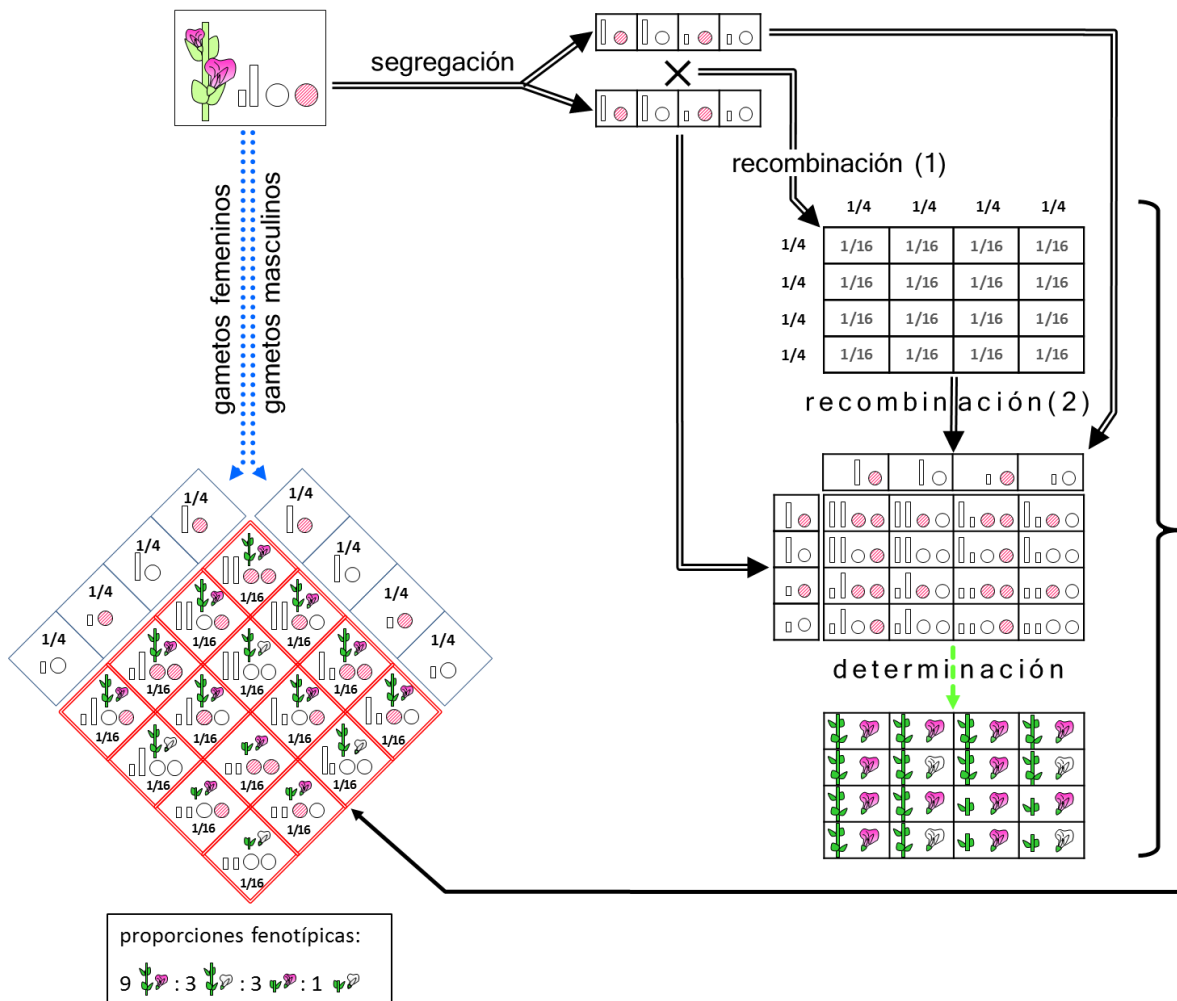 segregación
recombinación (1)
1/4 1/4 1/4 1/4
1/4 1/16 1/16 1/16 1/16
1/4 1/16 1/16 1/16 1/16
1/4 1/16 1/16 1/16 1/16
1/4 1/16 1/16 1/16 1/16
recombinación(2)
determinación
gametos femeninos
gametos masculinos
1/4 1/4
1/4 1/4
1/4 1/4
1/4 1/4
1/16
1/16 1/16
1/16 1/16 1/16
1/16 1/16 1/16 1/16
1/16 1/16 1/16
1/16 1/16
1/16
proporciones fenotípicas:
9 : 3 : 3 : 1